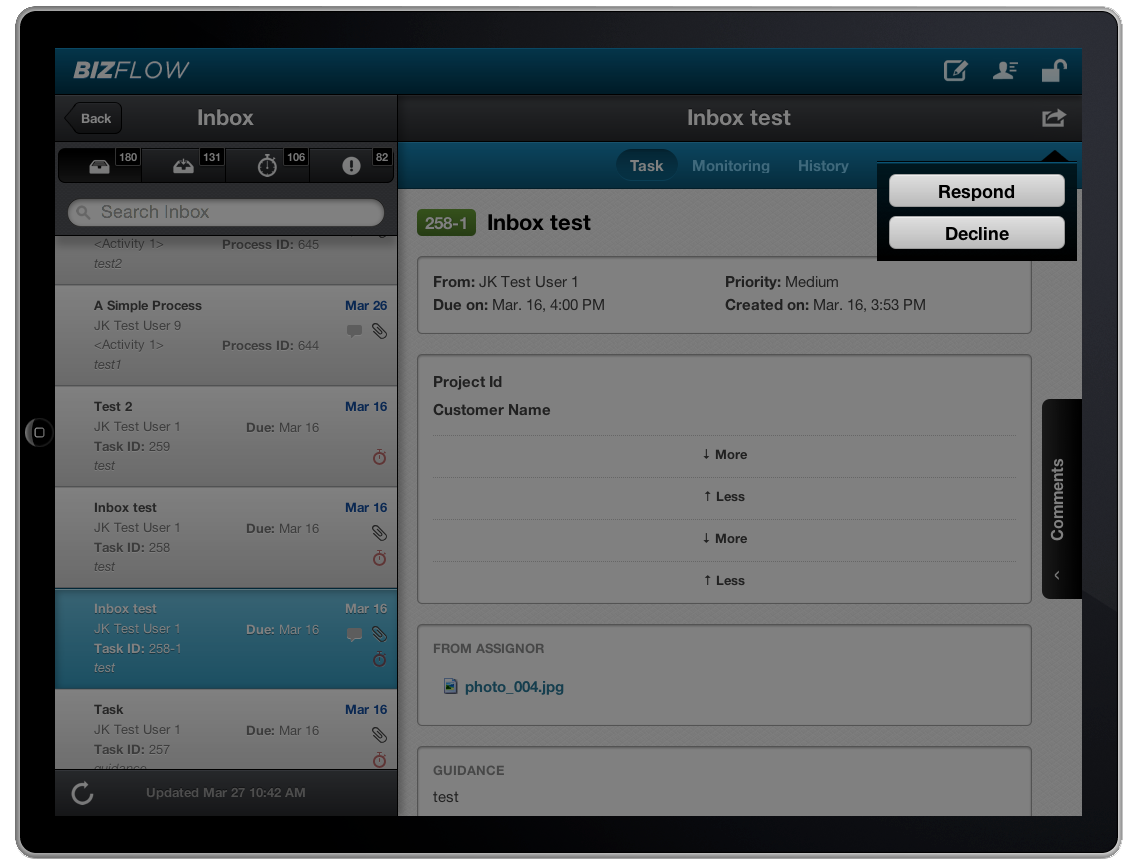 BIZFLOW
Back
Inbox
180
131
106
82
Search Inbox
<Activity 1>
Process ID: 645
test2
A Simple Process
Mar 26
JK Test User 9
<Activity 1>
Process ID: 644
test1
Test 2
Mar 16
JK Test User 1
Due: Mar 16
Task ID: 259
test
Inbox test
Mar 16
JK Test User 1
Due: Mar 16
Task ID: 258
test
Inbox test
Mar 16
JK Test User 1
Due: Mar 16
Task ID: 258-1
test
Task
Mar 16
JK Test User 1
Due: Mar 16
Task ID: 257
guidance
Updated Mar 27 10:42 AM
Inbox test
Task
Monitoring
History
Respond
Decline
258-1
Inbox test
From: JK Test User 1
Priority: Medium
Due on: Mar. 16, 4:00 PM
Created on: Mar. 16, 3:53 PM
Project Id
Customer Name
↓ More
↑ Less
↓ More
↑ Less
FROM ASSIGNOR
photo_004.jpg
GUIDANCE
test
Comments